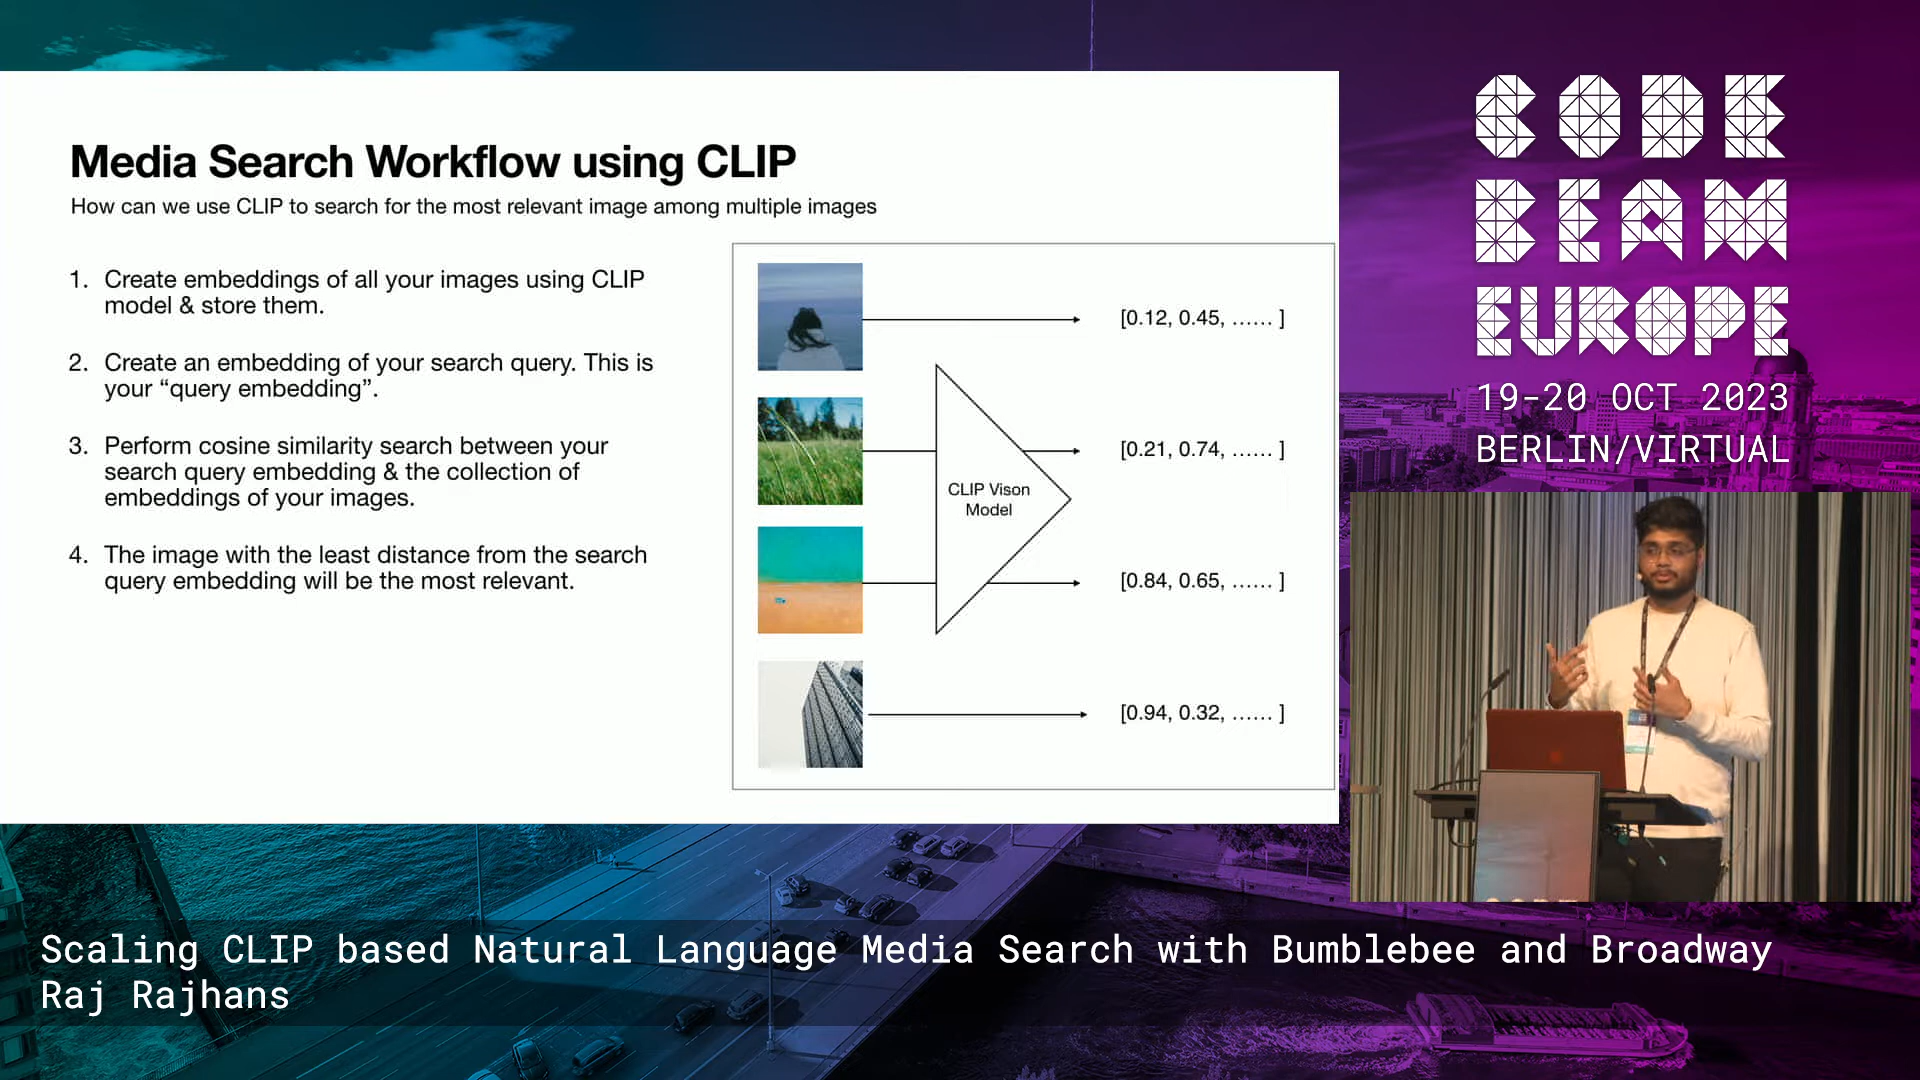 Media Search Workflow using CLIP
How can we use CLIP to search for the most relevant image among multiple images
1. Create embeddings of all your images using CLIP
model & store them.
2. Create an embedding of your search query. This is
your “query embedding”.
3. Perform cosine similarity search between your
search query embedding & the collection of
embeddings of your images.
4. The image with the least distance from the search
query embedding will be the most relevant.
[0.12, 0.45, ...... ]
[0.21, 0.74, ...... ]
CLIP Vison
Model
[0.84, 0.65, ...... ]
[0.94, 0.32, ...... ]
CODE
BEAM
EUROPE
19-20 OCT 2023
BERLIN/VIRTUAL
Scaling CLIP based Natural Language Media Search with Bumblebee and Broadway
Raj Rajhans